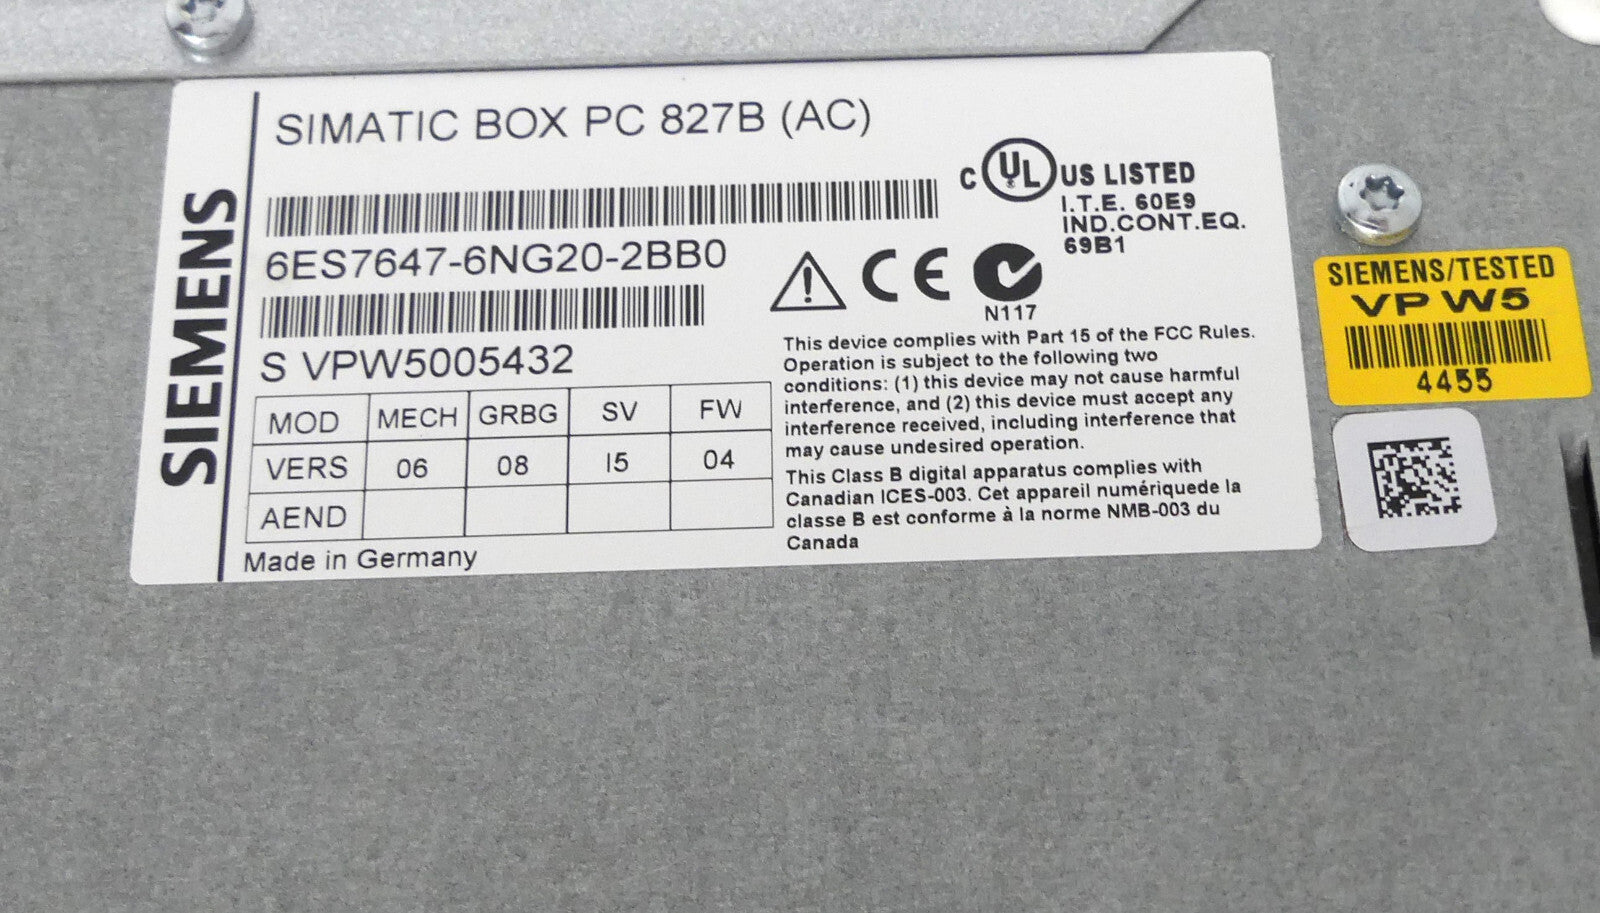 SIEMENS
SIMATIC BOX PC 827B (AC)
6ES7647-6NG20-2BB0
S VPW5005432
MOD MECH GRBG SV FW
VERS 06 08 I5 04
AEND
Made in Germany
C UL US LISTED
I.T.E. 60E9
IND.CONT.EQ.
69B1
CE
N117
This device complies with Part 15 of the FCC Rules.
Operation is subject to the following two
conditions: (1) this device may not cause harmful
interference, and (2) this device must accept any
interference received, including interference that
may cause undesired operation.
This Class B digital apparatus complies with
Canadian ICES-003. Cet appareil numériquede la
classe B est conforme à la norme NMB-003 du
Canada
SIEMENS/TESTED
VP W5
4455